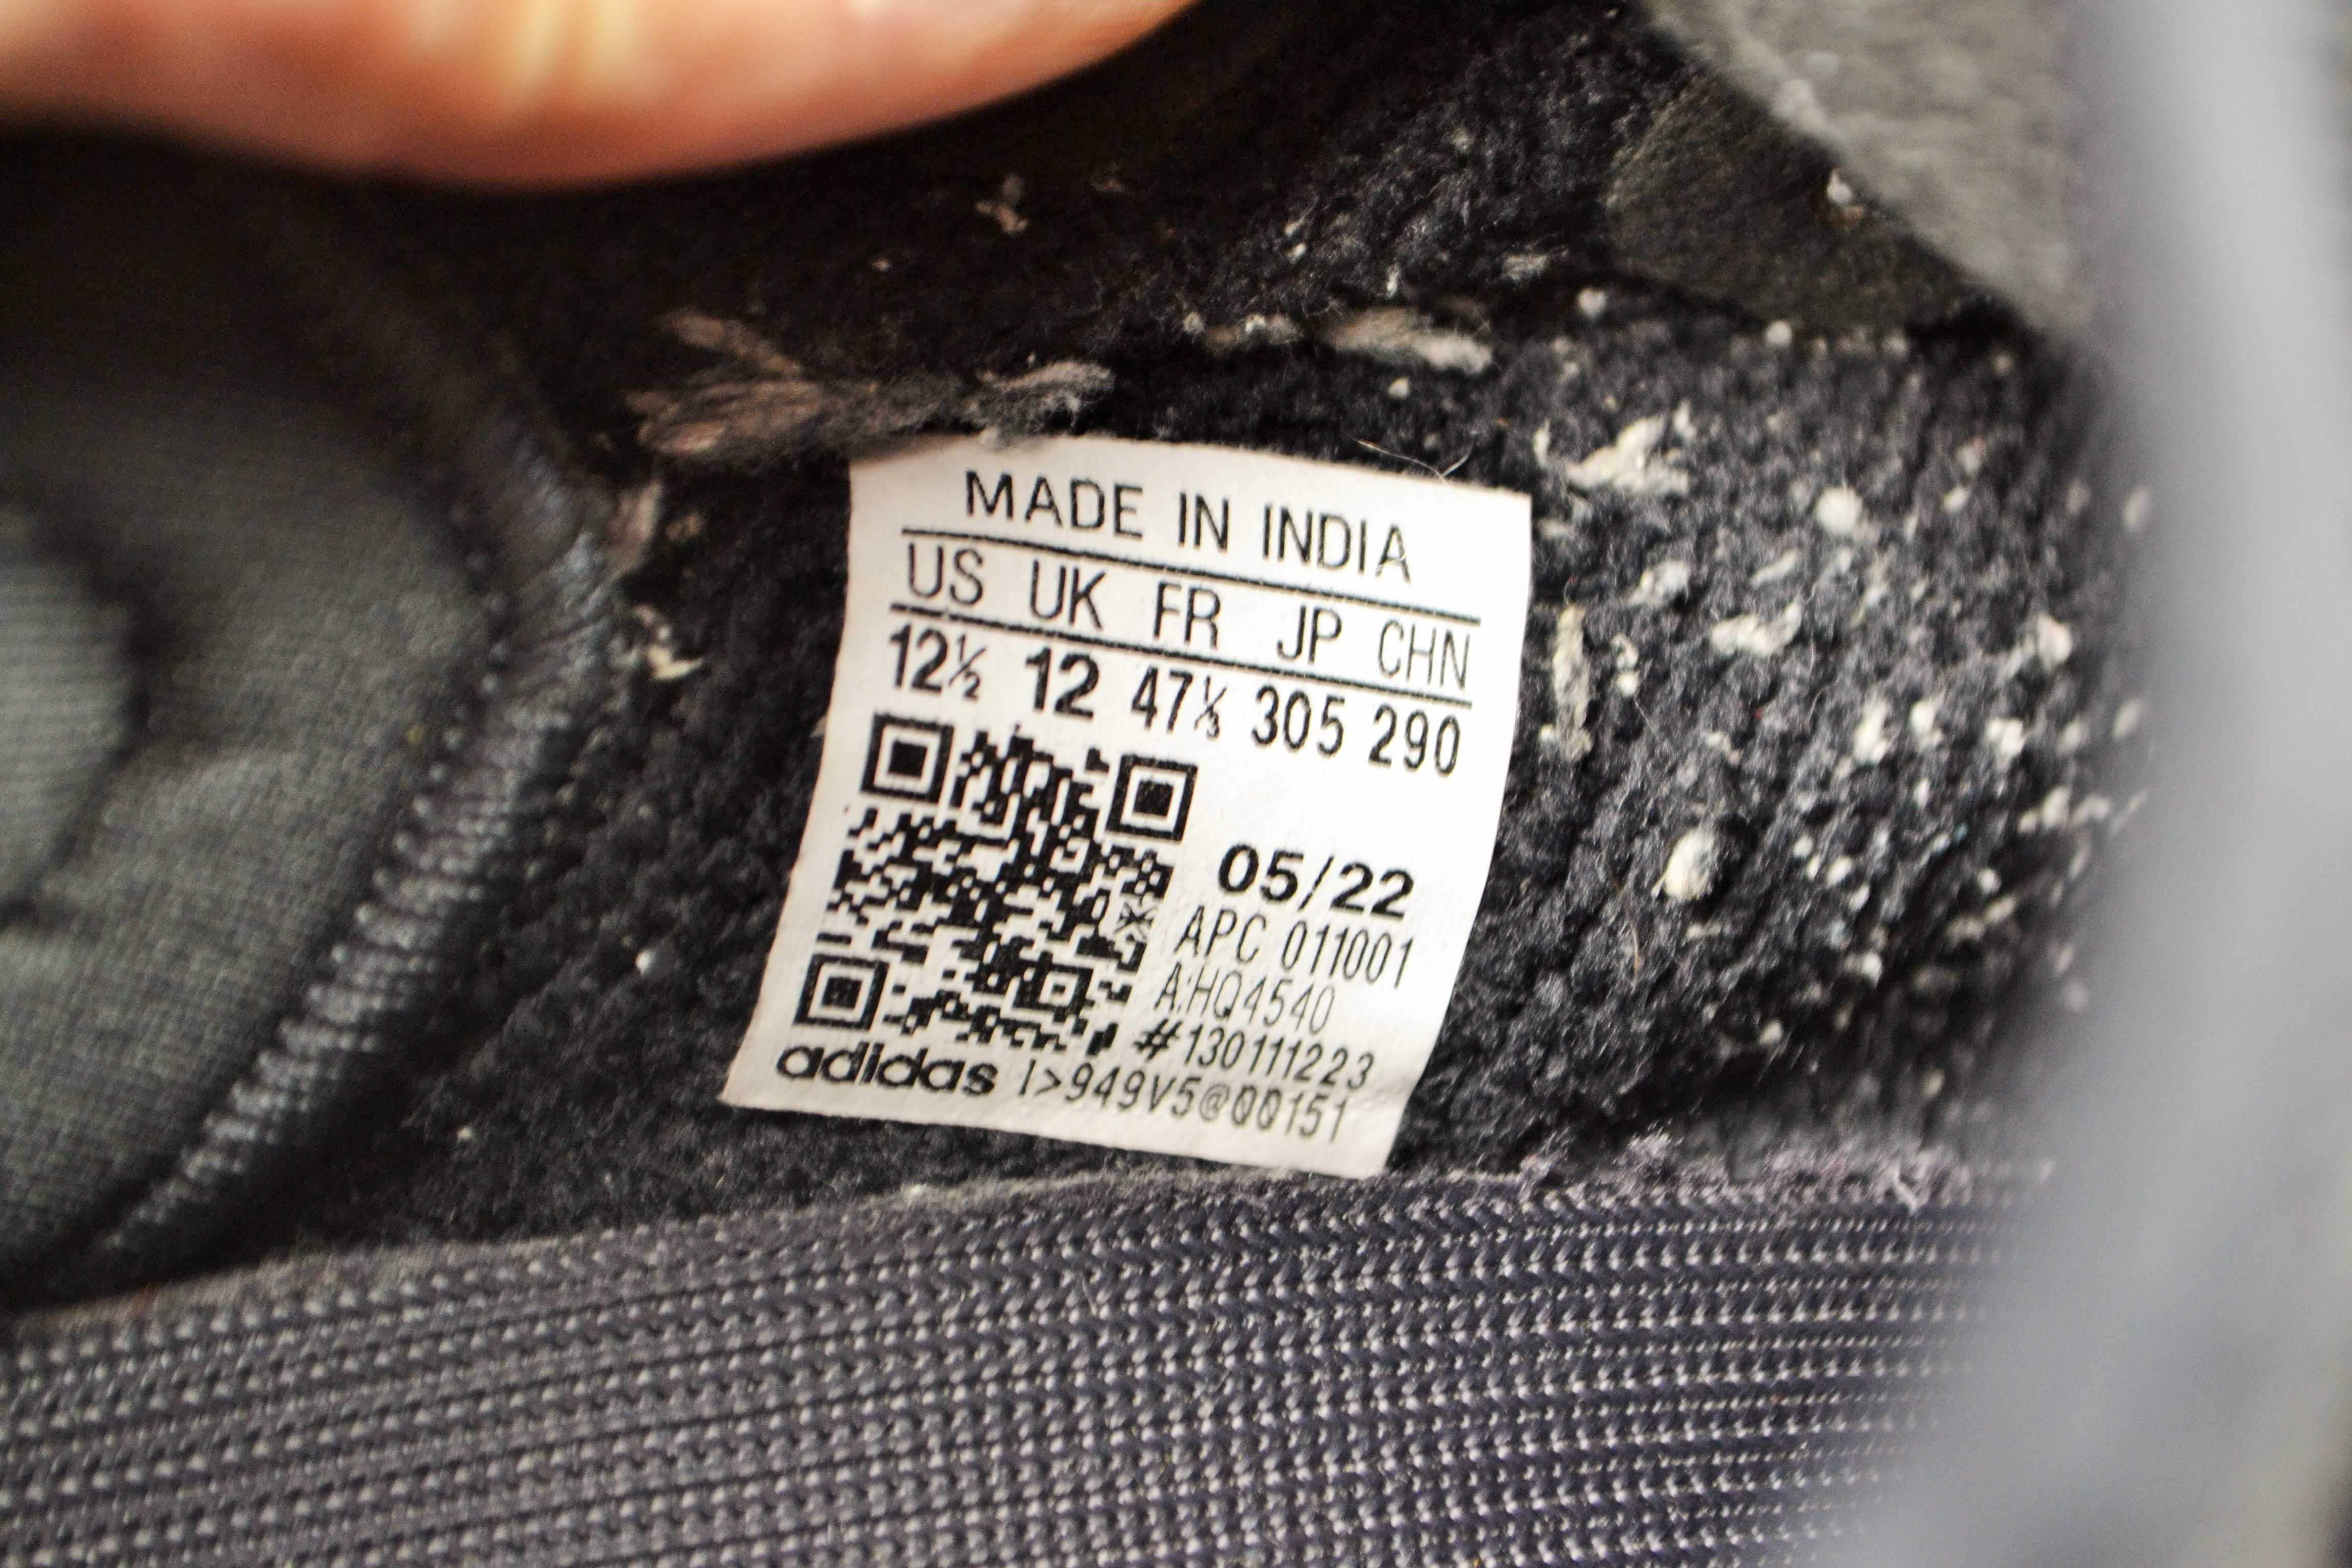 MADE IN INDIA
US UK FR JP CHN
12½ 12 47⅓ 305 290
05/22
APC 011001
A:HQ4540
#130111223
adidas I>949V5@00151